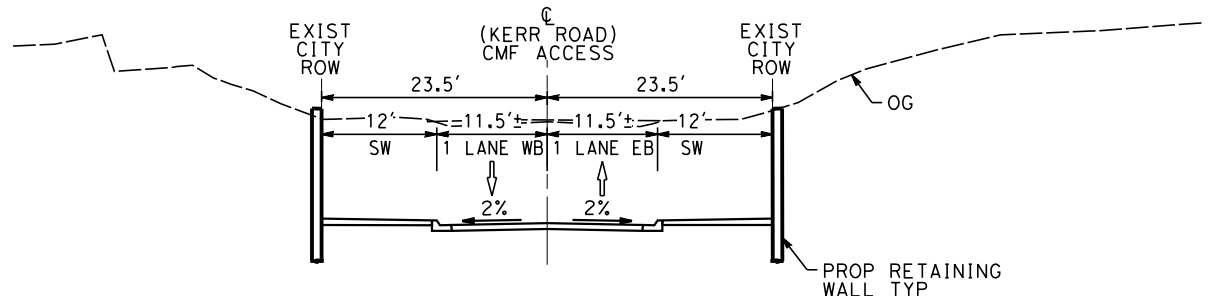 ℄
(KERR ROAD)
CMF ACCESS
EXIST
CITY
ROW
EXIST
CITY
ROW
23.5' 23.5'
OG
12' 11.5'± 11.5'± 12'
SW 1 LANE WB 1 LANE EB SW
2% 2%
PROP RETAINING
WALL TYP